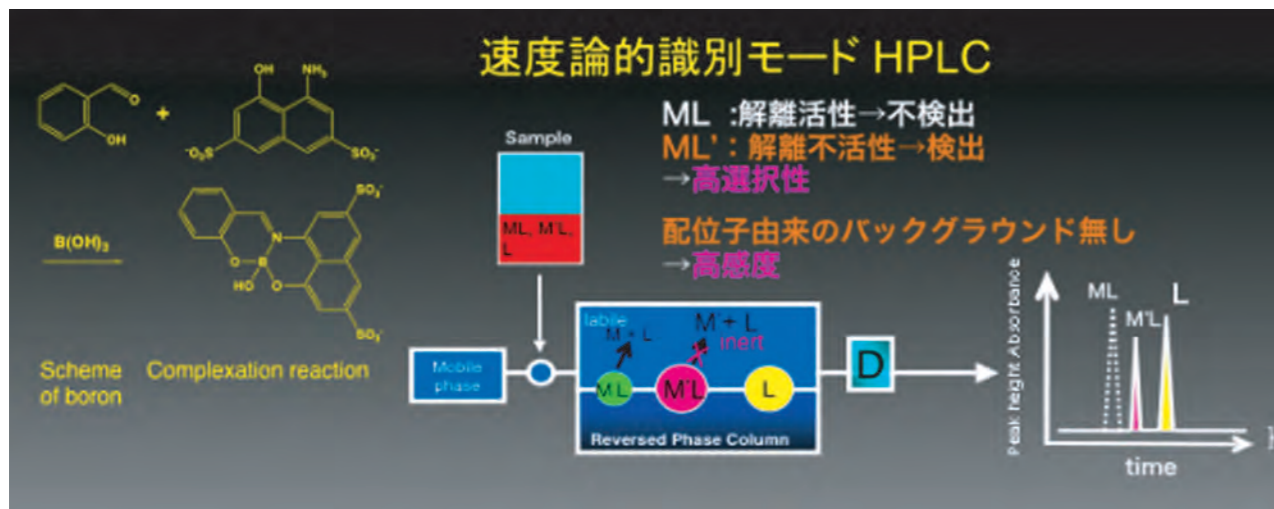 速度論的識別モード HPLC
ML :解離活性→不検出
ML’: 解離不活性→検出
→高選択性
配位子由来のバックグラウンド無し
→高感度
O
OH
+
OH NH₂
⁻O₃S SO₃⁻
B(OH)₃
SO₃⁻
N
O B
HO O
SO₃⁻
Scheme
of boron
Complexation reaction
Sample
ML, M'L,
L
Mobile
phase
labile
M + L
M'+ L
inert
ML
M'L
L
Reversed Phase Column
D
Peak height Absorbance
ML
M'L
L
time